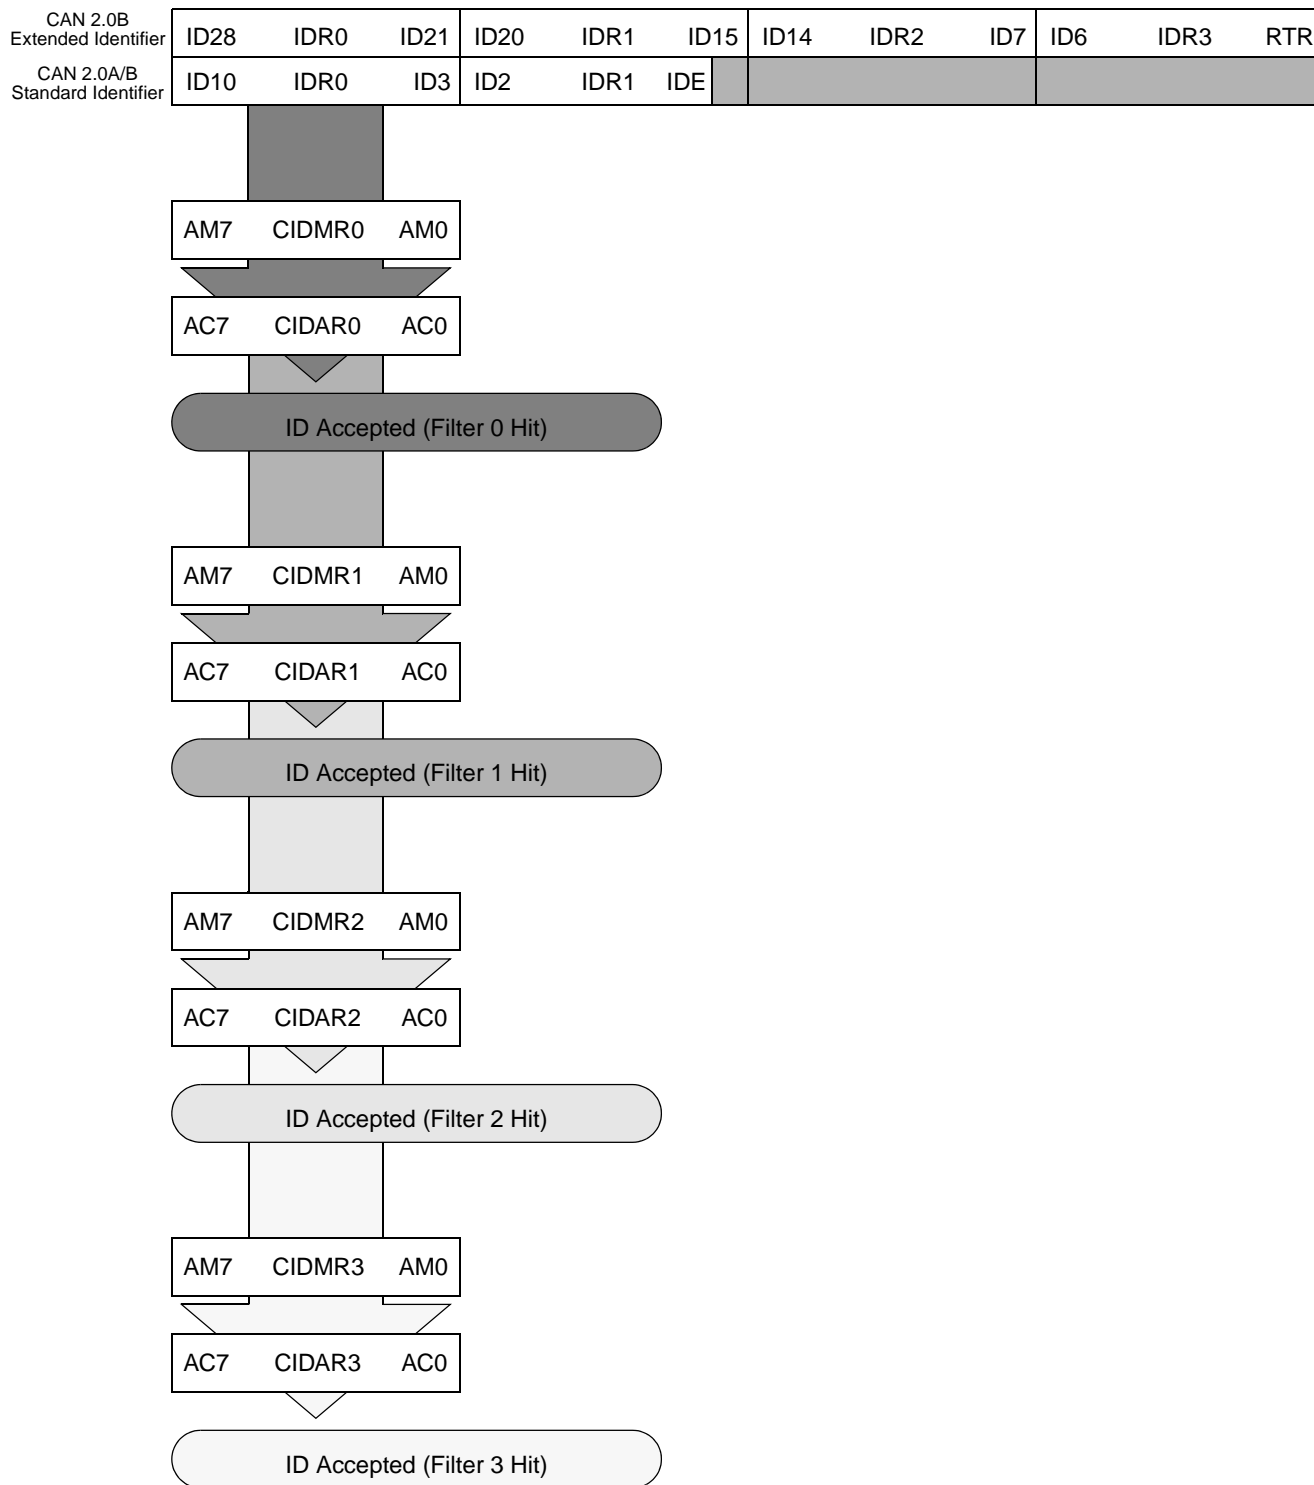 CAN 2.0B
Extended Identifier
ID28 IDR0 ID21 ID20 IDR1 ID15 ID14 IDR2 ID7 ID6 IDR3 RTR
CAN 2.0A/B
Standard Identifier
ID10 IDR0 ID3 ID2 IDR1 IDE
AM7 CIDMR0 AM0
AC7 CIDAR0 AC0
ID Accepted (Filter 0 Hit)
AM7 CIDMR1 AM0
AC7 CIDAR1 AC0
ID Accepted (Filter 1 Hit)
AM7 CIDMR2 AM0
AC7 CIDAR2 AC0
ID Accepted (Filter 2 Hit)
AM7 CIDMR3 AM0
AC7 CIDAR3 AC0
ID Accepted (Filter 3 Hit)